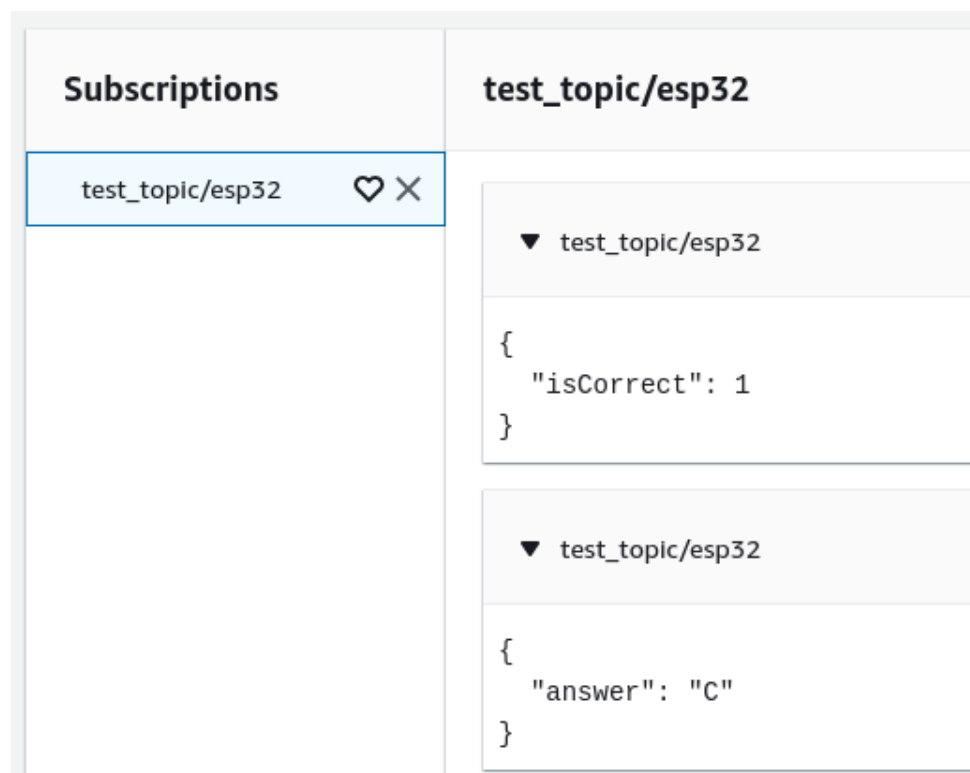 Subscriptions
test_topic/esp32
test_topic/esp32
test_topic/esp32
{
"isCorrect": 1
}
test_topic/esp32
{
"answer": "C"
}